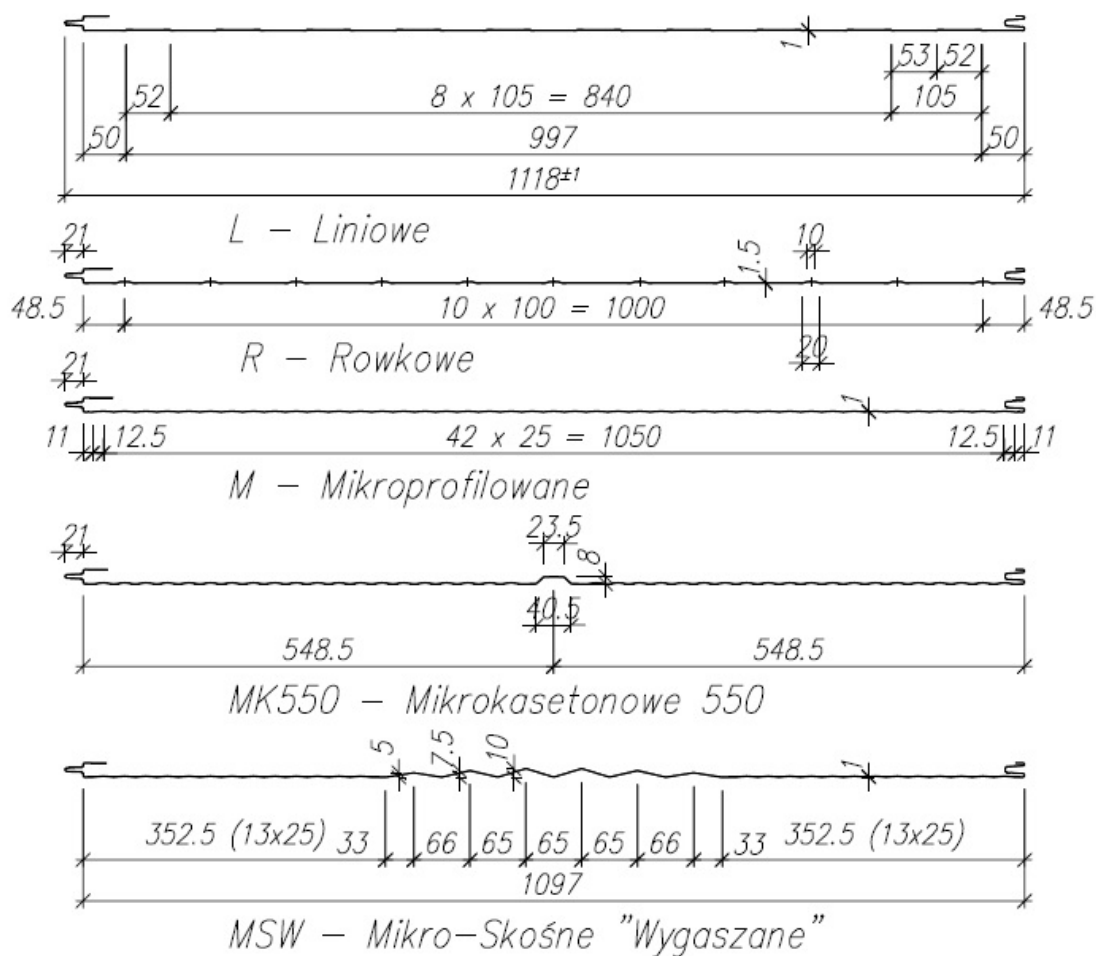 1
53 52
52 8 x 105 = 840 105
50 997 50
1118±1
L – Liniowe
21 10
1.5
48.5 10 x 100 = 1000 48.5
R – Rowkowe 20
21
1
11 12.5 42 x 25 = 1050 12.5 11
M – Mikroprofilowane
21 23.5
8
40.5
548.5 548.5
MK550 – Mikrokasetonowe 550
5 7.5 10 1
352.5 (13x25) 33 66 65 65 65 66 33 352.5 (13x25)
1097
MSW – Mikro–Skośne "Wygaszane"